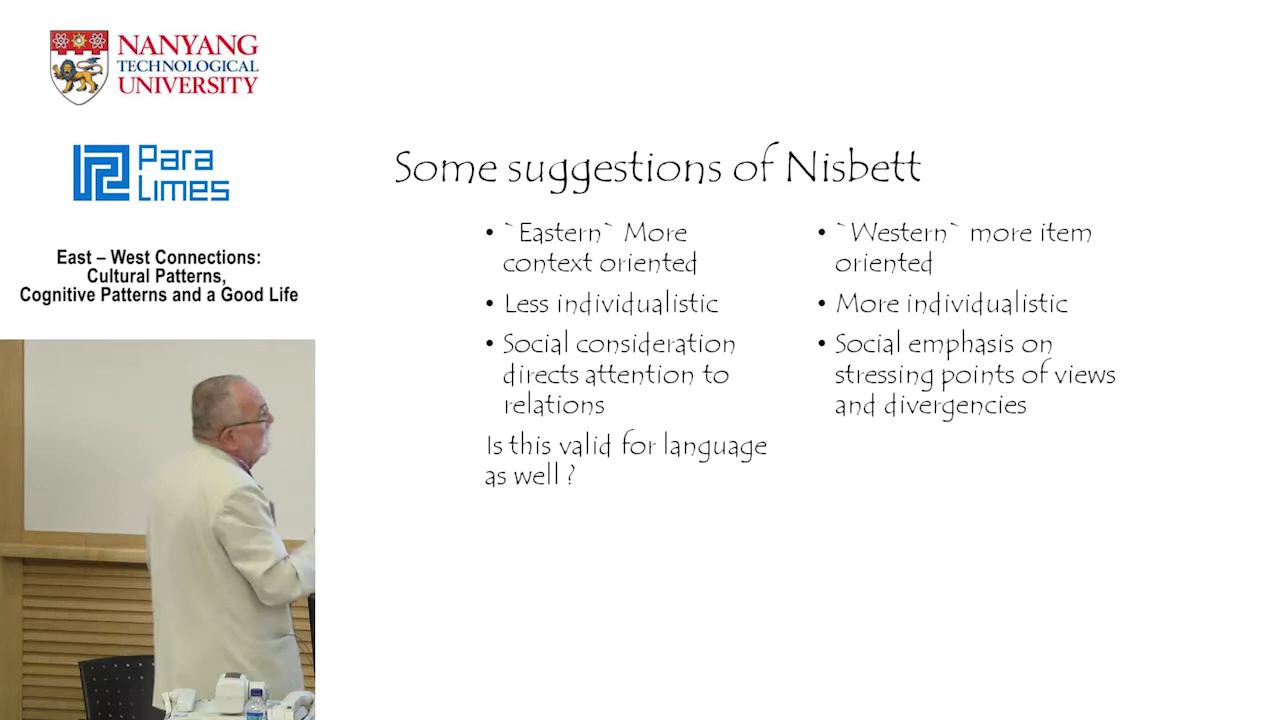 NANYANG
TECHNOLOGICAL
UNIVERSITY
Para
Limes
East – West Connections:
Cultural Patterns,
Cognitive Patterns and a Good Life
Some suggestions of Nisbett
• `Eastern` More
context oriented
• Less individualistic
• Social consideration
directs attention to
relations
Is this valid for language
as well ?
• `Western` more item
oriented
• More individualistic
• Social emphasis on
stressing points of views
and divergencies